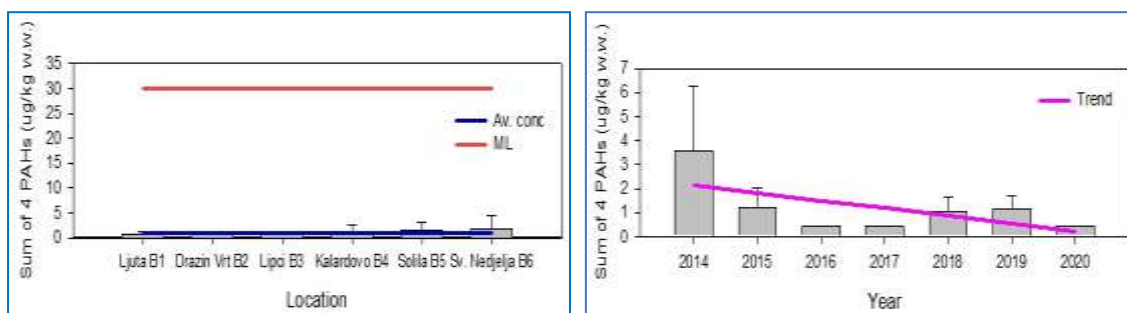 Sum of 4 PAHs (ug/kg w.w.)
35
30
25
20
15
10
5
0
Av. conc
ML
Ljuta B1 Drazin Vrt B2 Lipci B3 Kalardovo B4 Solila B5 Sv. Nedjelja B6
Location
Sum of 4 PAHs (ug/kg w.w.)
7
6
5
4
3
2
1
0
Trend
2014 2015 2016 2017 2018 2019 2020
Year